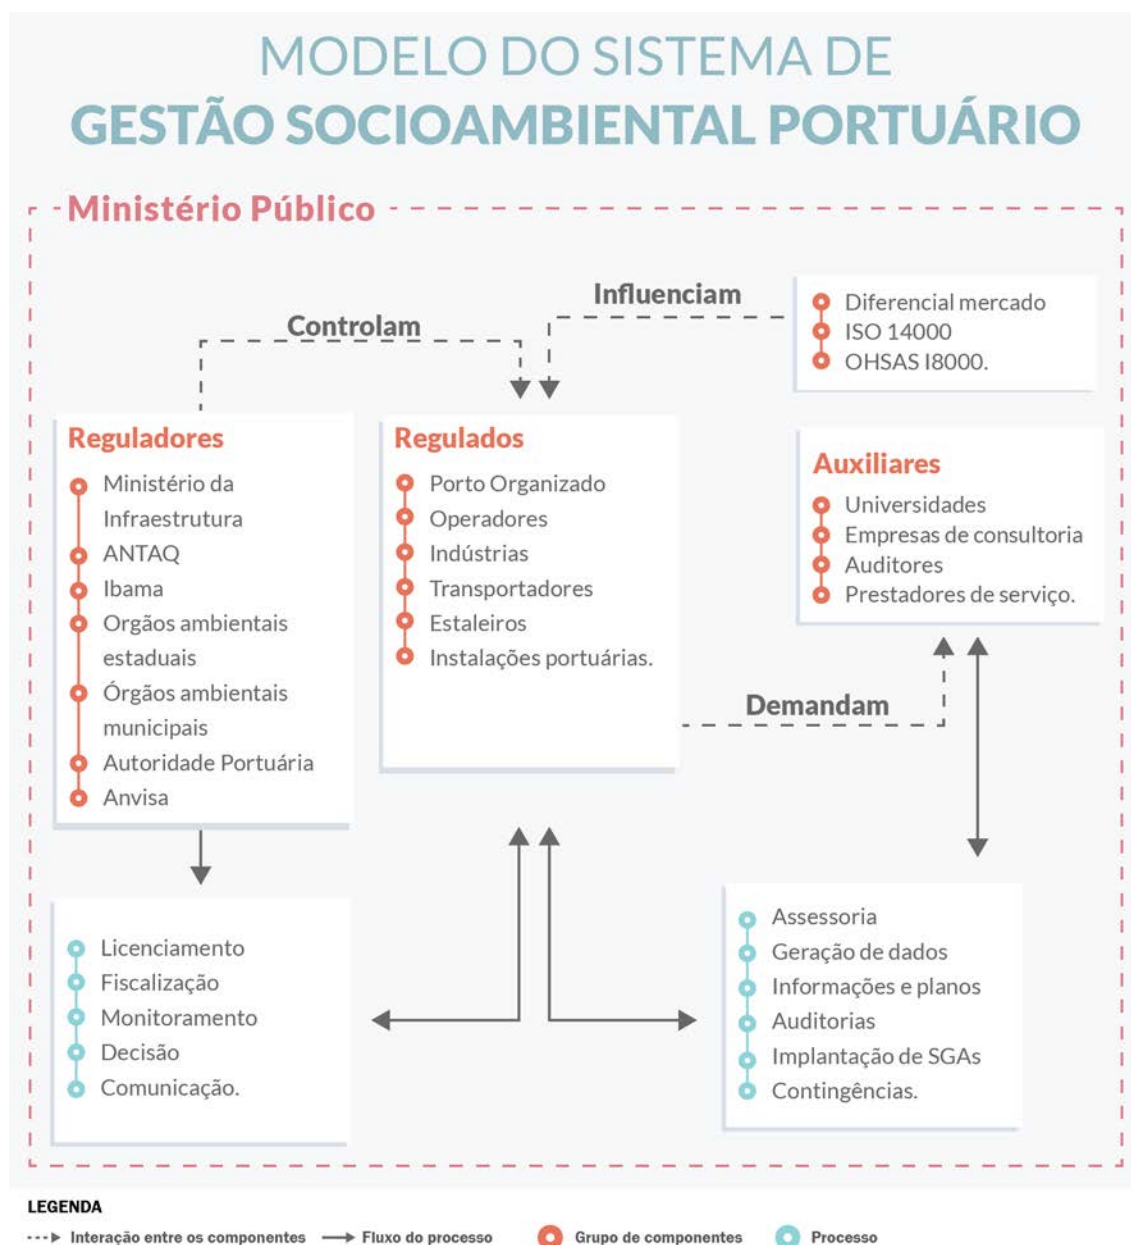 MODELO DO SISTEMA DE
GESTÃO SOCIOAMBIENTAL PORTUÁRIO
Ministério Público
Influenciam
Controlam
Diferencial mercado
ISO 14000
OHSAS I8000.
Reguladores
Ministério da
Infraestrutura
ANTAQ
Ibama
Orgãos ambientais
estaduais
Órgãos ambientais
municipais
Autoridade Portuária
Anvisa
Regulados
Porto Organizado
Operadores
Indústrias
Transportadores
Estaleiros
Instalações portuárias.
Auxiliares
Universidades
Empresas de consultoria
Auditores
Prestadores de serviço.
Demandam
Licenciamento
Fiscalização
Monitoramento
Decisão
Comunicação.
Assessoria
Geração de dados
Informações e planos
Auditorias
Implantação de SGAs
Contingências.
LEGENDA
Interação entre os componentes
Fluxo do processo
Grupo de componentes
Processo